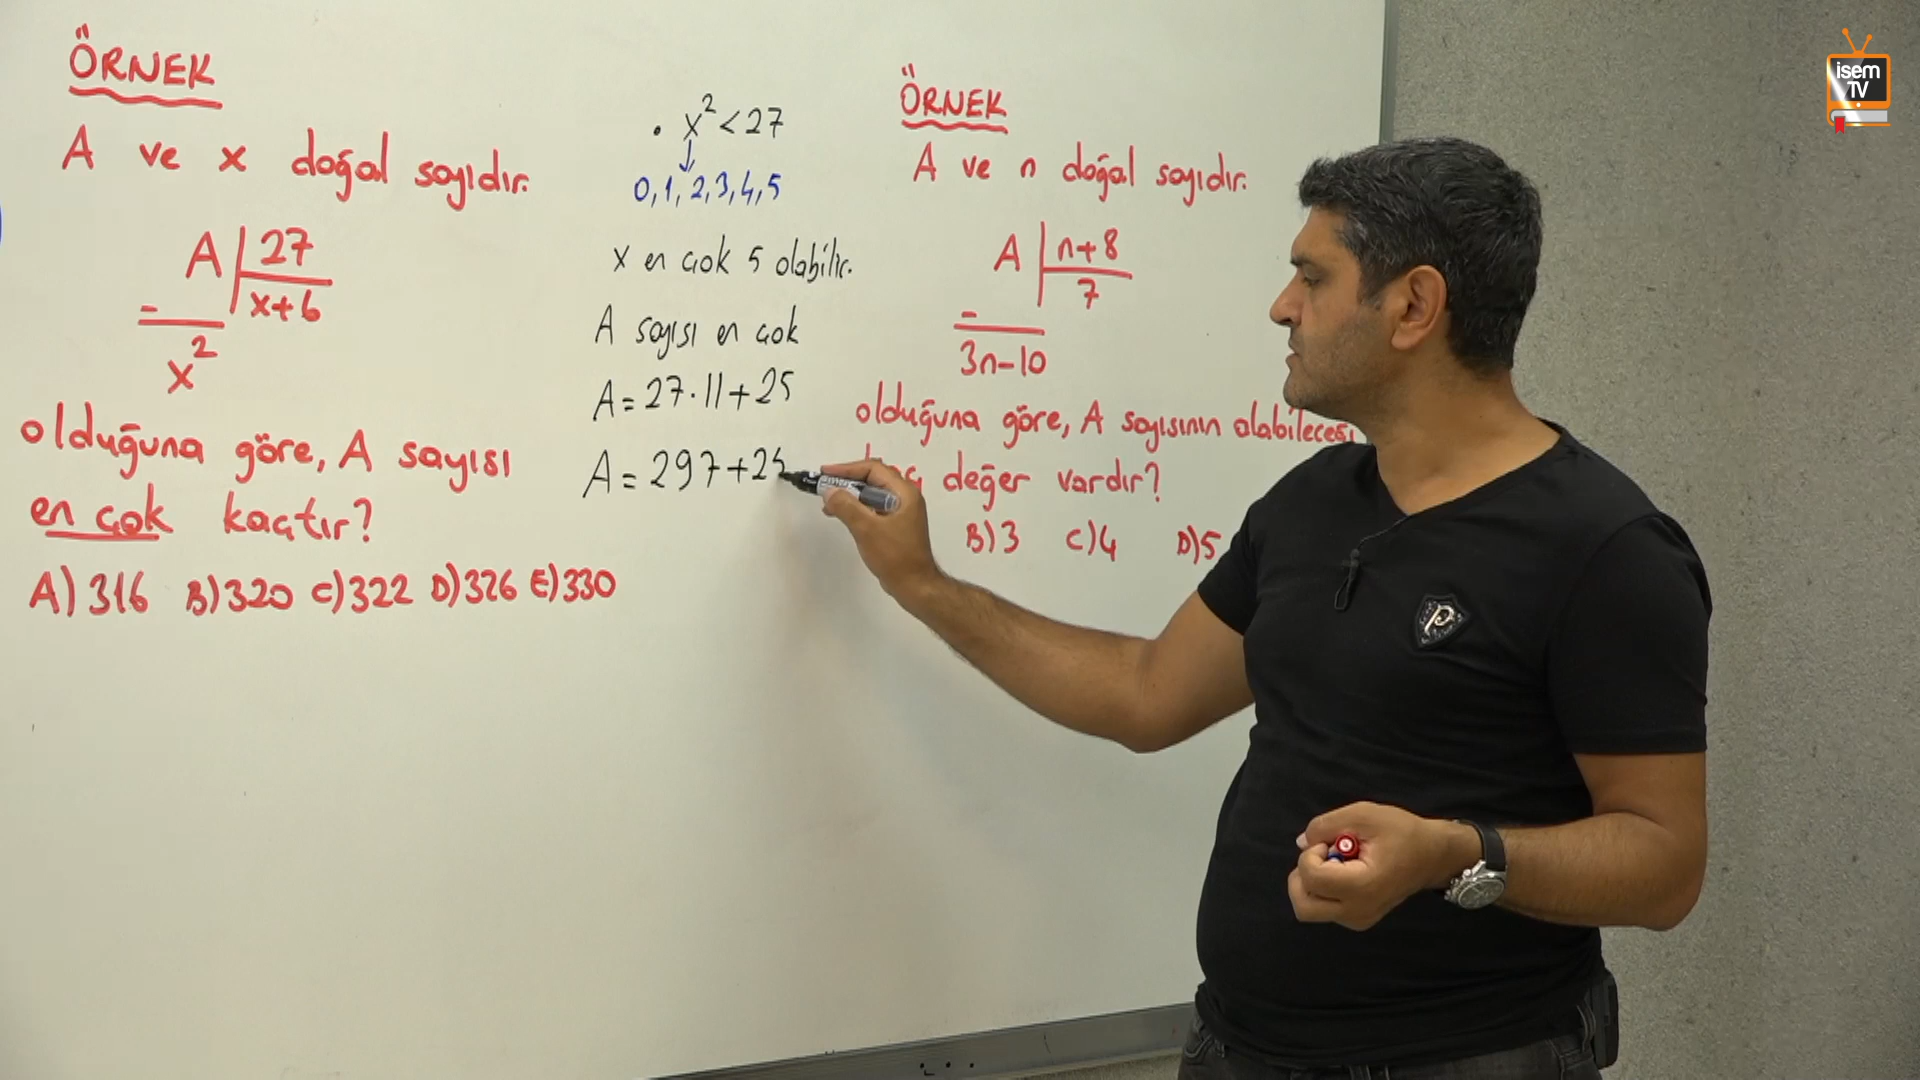 ÖRNEK
A ve x doğal sayıdır.
A 27
- x+6
x²
olduğuna göre, A sayısı
en çok kaçtır?
A) 316 B) 320 C) 322 D) 326 E) 330
• x² < 27
↓
0, 1, 2, 3, 4, 5
x en çok 5 olabilir.
A sayısı en çok
A = 27 · 11 + 25
A = 297 + 25
ÖRNEK
A ve n doğal sayıdır.
A n+8
- 7
3n-10
olduğuna göre, A sayısının alabileceği
değer vardır?
B) 3 C) 4 D) 5
isem
TV
P